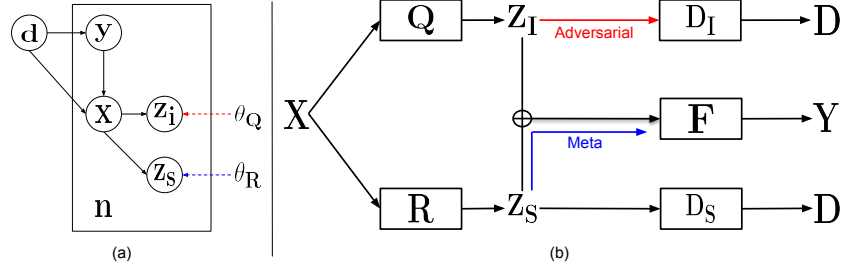 d
y
X
z_i
θ_Q
z_s
θ_R
n
(a)
Q
Z_I
Adversarial
D_I
D
X
F
Y
Meta
R
Z_S
D_S
D
(b)